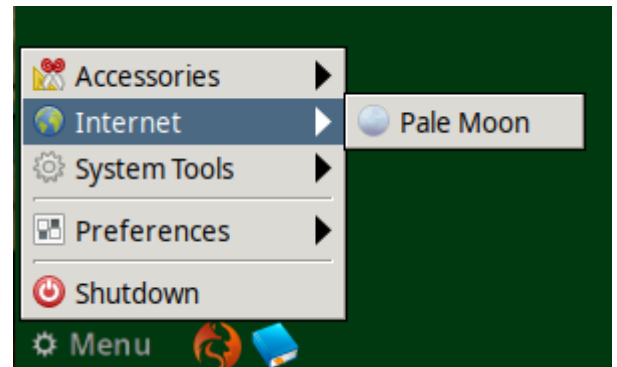 Accessories
Internet
Pale Moon
System Tools
Preferences
Shutdown
Menu